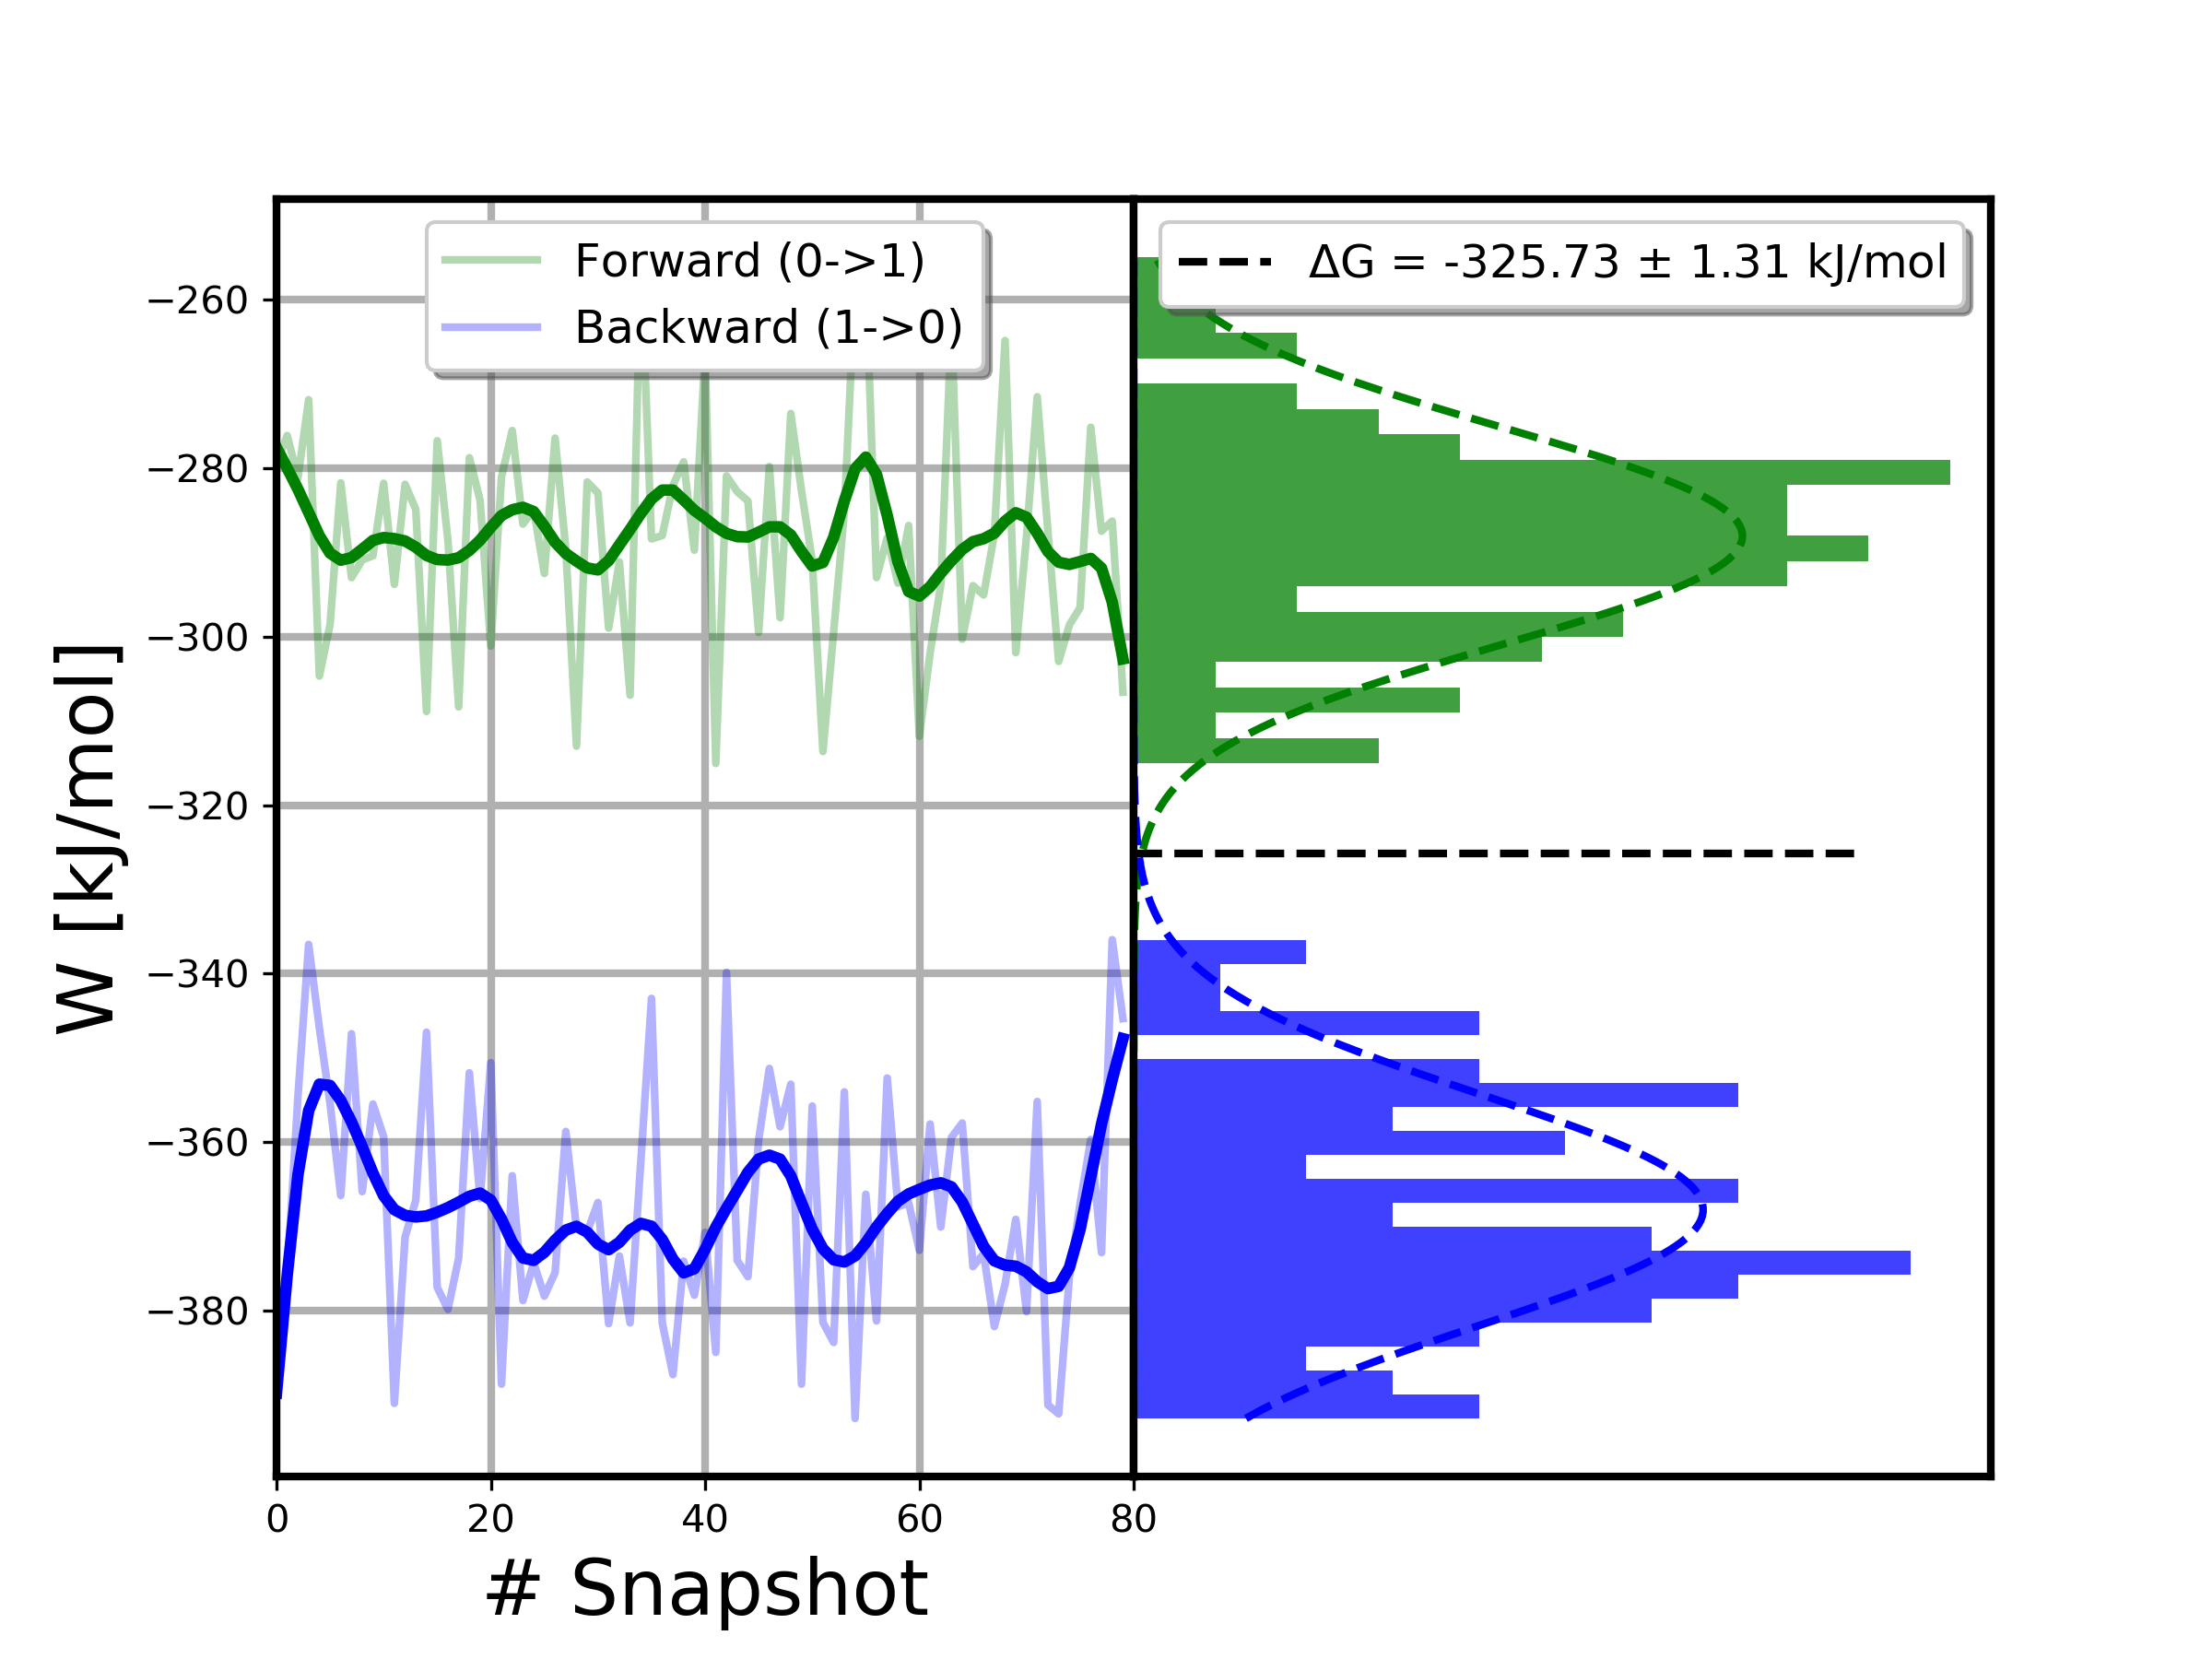 Forward (0->1)
Backward (1->0)
ΔG = -325.73 ± 1.31 kJ/mol
W [kJ/mol]
−260
−280
−300
−320
−340
−360
−380
0 20 40 60 80
# Snapshot